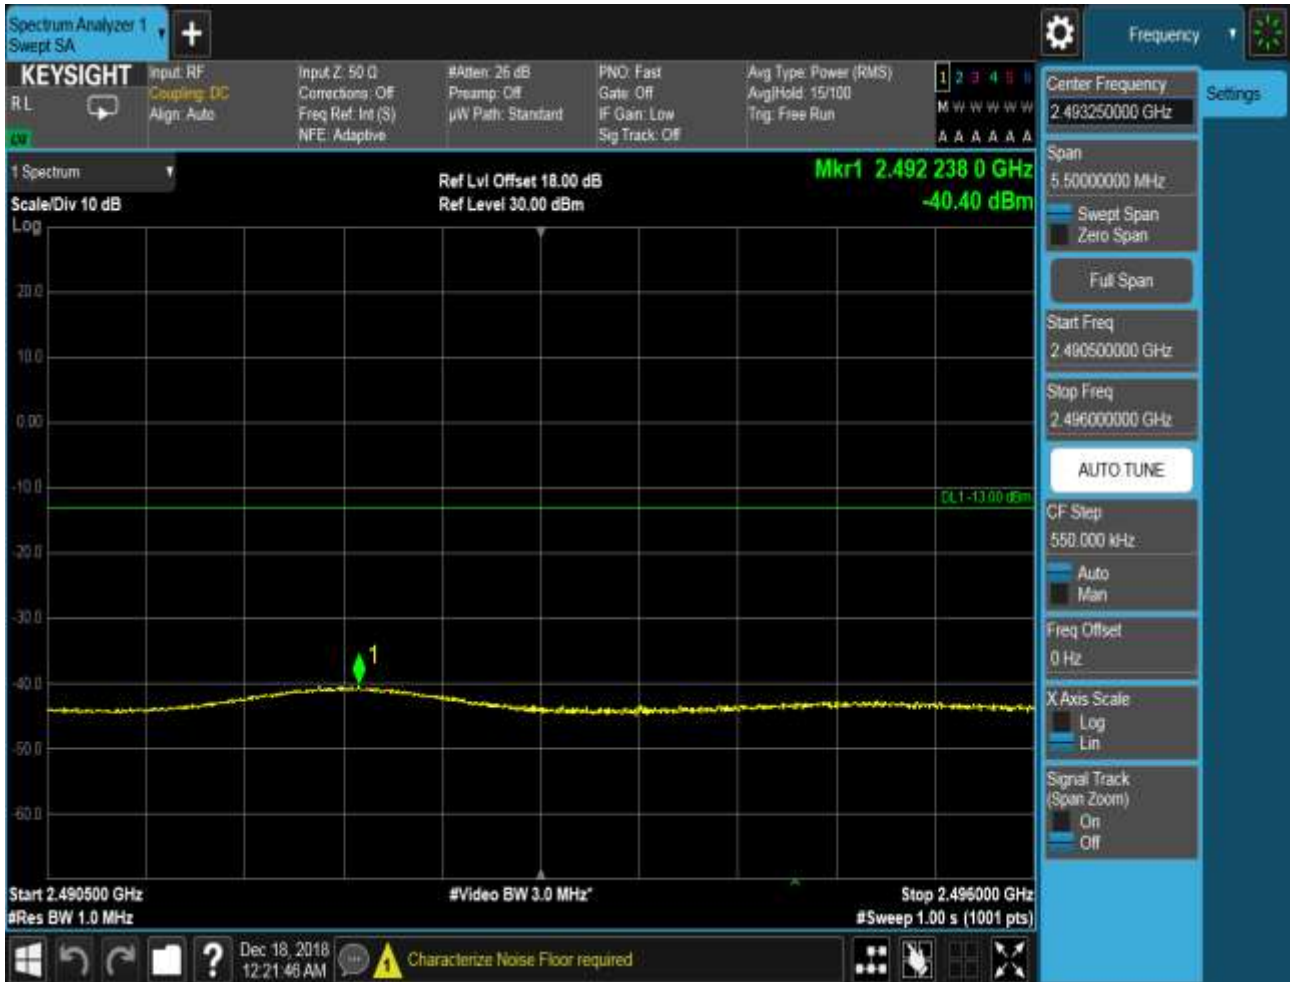 Spectrum Analyzer 1
Swept SA
+
Frequency
KEYSIGHT
RL
Input: RF
Coupling: DC
Align: Auto
Input Z: 50 Ω
Corrections: Off
Freq Ref: Int (S)
NFE: Adaptive
#Atten: 26 dB
Preamp: Off
µW Path: Standard
PNO: Fast
Gate: Off
IF Gain: Low
Sig Track: Off
Avg Type: Power (RMS)
Avg|Hold: 15/100
Trig: Free Run
1 2 3 4 5 6
M W W W W W
A A A A A A
1 Spectrum
Scale/Div 10 dB
Log
Ref Lvl Offset 18.00 dB
Ref Level 30.00 dBm
Mkr1 2.492 238 0 GHz
-40.40 dBm
20.0
10.0
0.00
-10.0
DL1 -13.00 dBm
-20.0
-30.0
1
-40.0
-50.0
-60.0
Start 2.490500 GHz
#Res BW 1.0 MHz
#Video BW 3.0 MHz*
Stop 2.496000 GHz
#Sweep 1.00 s (1001 pts)
Center Frequency
2.493250000 GHz
Settings
Span
5.50000000 MHz
Swept Span
Zero Span
Full Span
Start Freq
2.490500000 GHz
Stop Freq
2.496000000 GHz
AUTO TUNE
CF Step
550.000 kHz
Auto
Man
Freq Offset
0 Hz
X Axis Scale
Log
Lin
Signal Track
(Span Zoom)
On
Off
?
Dec 18, 2018
12:21:46 AM
1
Characterize Noise Floor required